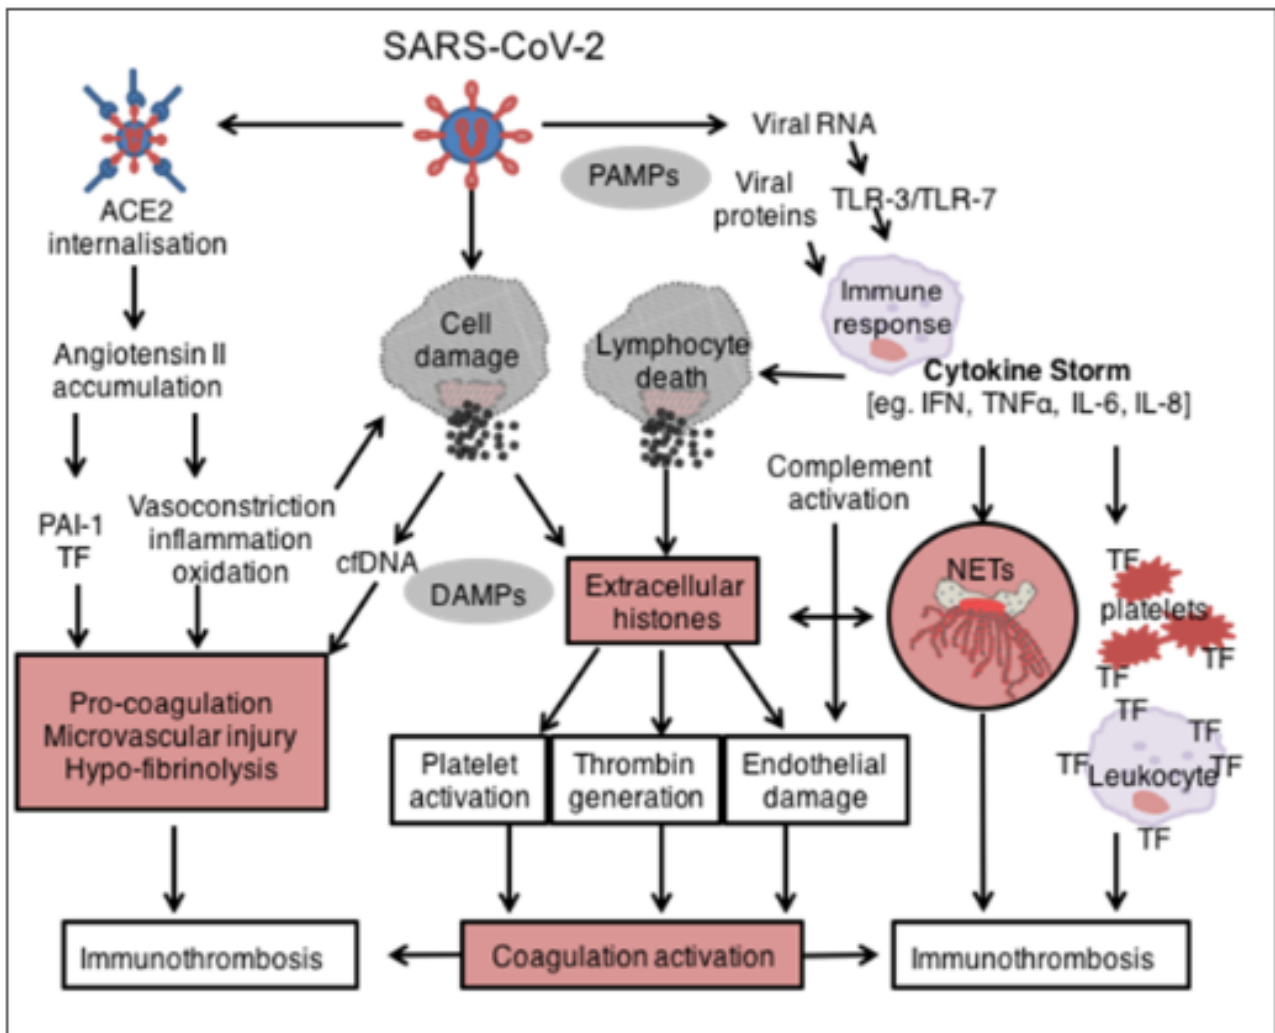 SARS-CoV-2
ACE2
internalisation
Angiotensin II
accumulation
PAI-1
TF
Vasoconstriction
inflammation
oxidation
Pro-coagulation
Microvascular injury
Hypo-fibrinolysis
Immunothrombosis
Cell
damage
cfDNA
DAMPs
PAMPs
Viral RNA
Viral
proteins
TLR-3/TLR-7
Immune
response
Cytokine Storm
[eg. IFN, TNFα, IL-6, IL-8]
Lymphocyte
death
Complement
activation
Extracellular
histones
Platelet
activation
Thrombin
generation
Endothelial
damage
Coagulation activation
NETs
TF
platelets
TF
TF
TF
TF
TF
TF
Leukocyte
TF
Immunothrombosis